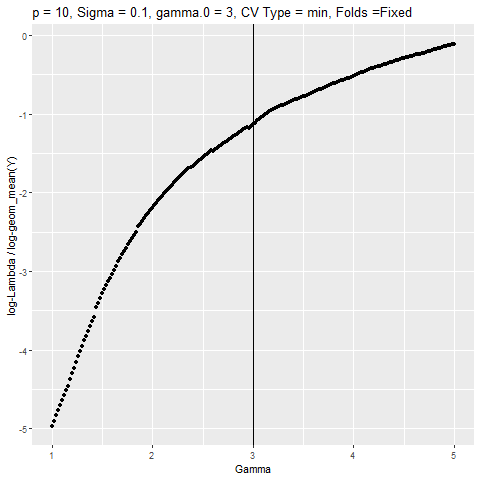 p = 10, Sigma = 0.1, gamma.0 = 3, CV Type = min, Folds =Fixed
log-Lambda / log-geom_mean(Y)
0
-1
-2
-3
-4
-5
1 2 3 4 5
Gamma